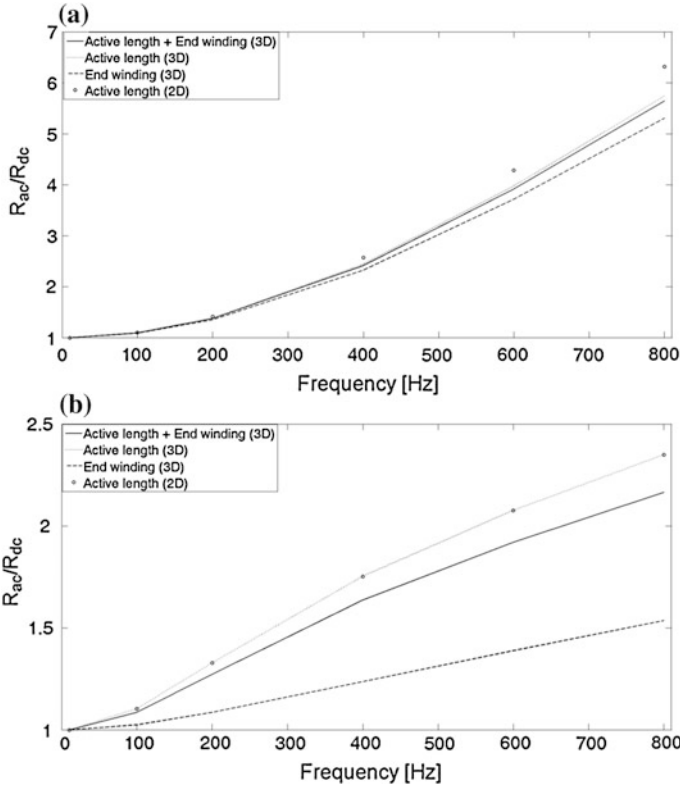 (a)
7
6
5
4
3
2
1
Rac/Rdc
Active length + End winding (3D)
Active length (3D)
End winding (3D)
Active length (2D)
0 100 200 300 400 500 600 700 800
Frequency [Hz]
(b)
2.5
2
1.5
1
Rac/Rdc
Active length + End winding (3D)
Active length (3D)
End winding (3D)
Active length (2D)
0 100 200 300 400 500 600 700 800
Frequency [Hz]